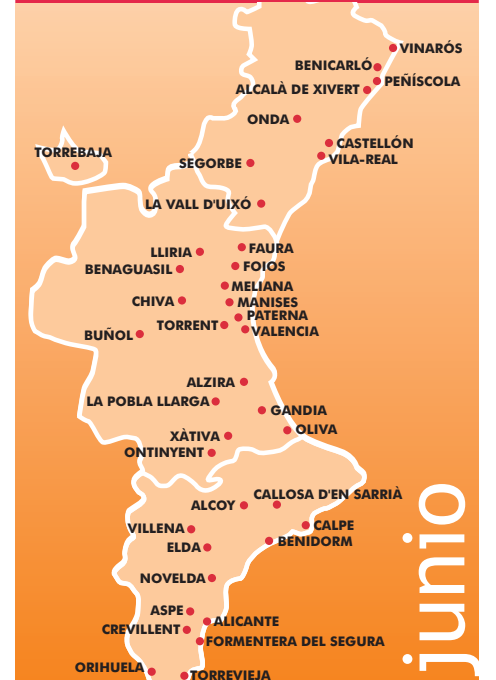 VINARÓS
BENICARLÓ
PEÑÍSCOLA
ALCALÀ DE XIVERT
ONDA
CASTELLÓN
TORREBAJA
VILA-REAL
SEGORBE
LA VALL D'UIXÓ
FAURA
LLIRIA
FOIOS
BENAGUASIL
MELIANA
CHIVA
MANISES
PATERNA
TORRENT
VALENCIA
BUÑOL
ALZIRA
LA POBLA LLARGA
GANDIA
OLIVA
XÀTIVA
ONTINYENT
CALLOSA D'EN SARRIÀ
ALCOY
CALPE
VILLENA
BENIDORM
ELDA
NOVELDA
ASPE
ALICANTE
CREVILLENT
FORMENTERA DEL SEGURA
ORIHUELA
TORREVIEJA
junio